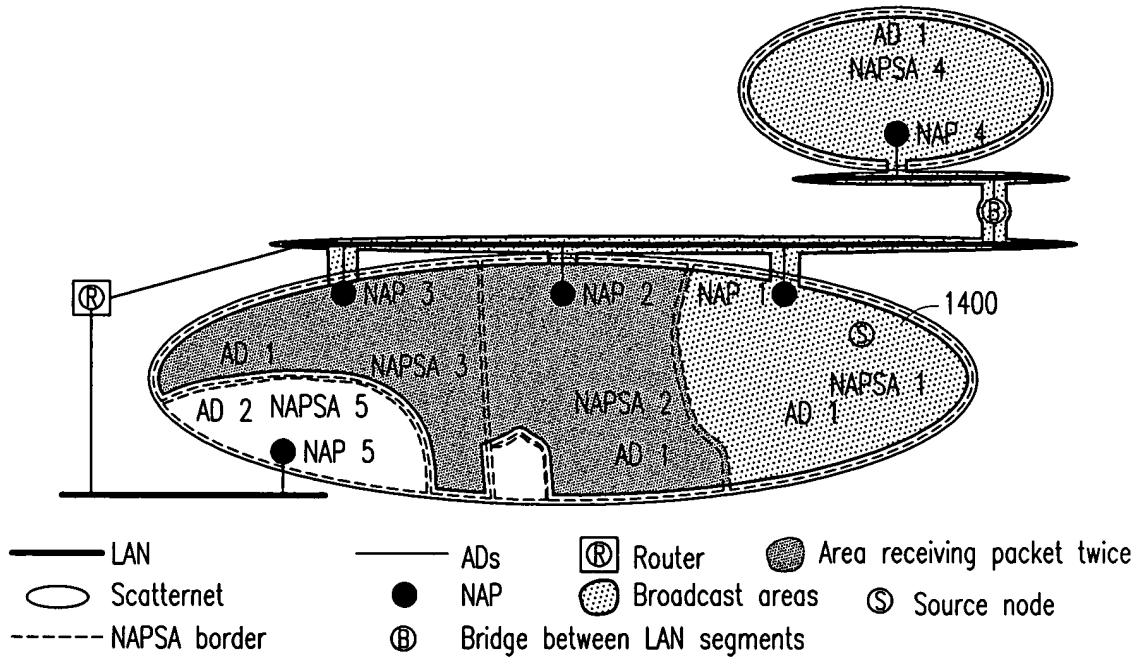 AD 1
NAPSA 4
NAP 4
B
R
NAP 3
NAP 2
NAP 1
1400
S
AD 1
NAPSA 3
NAPSA 1
AD 2 NAPSA 5
NAPSA 2
AD 1
NAP 5
AD 1
LAN
ADs
R Router
Area receiving packet twice
Scatternet
NAP
Broadcast areas
S Source node
NAPSA border
B Bridge between LAN segments